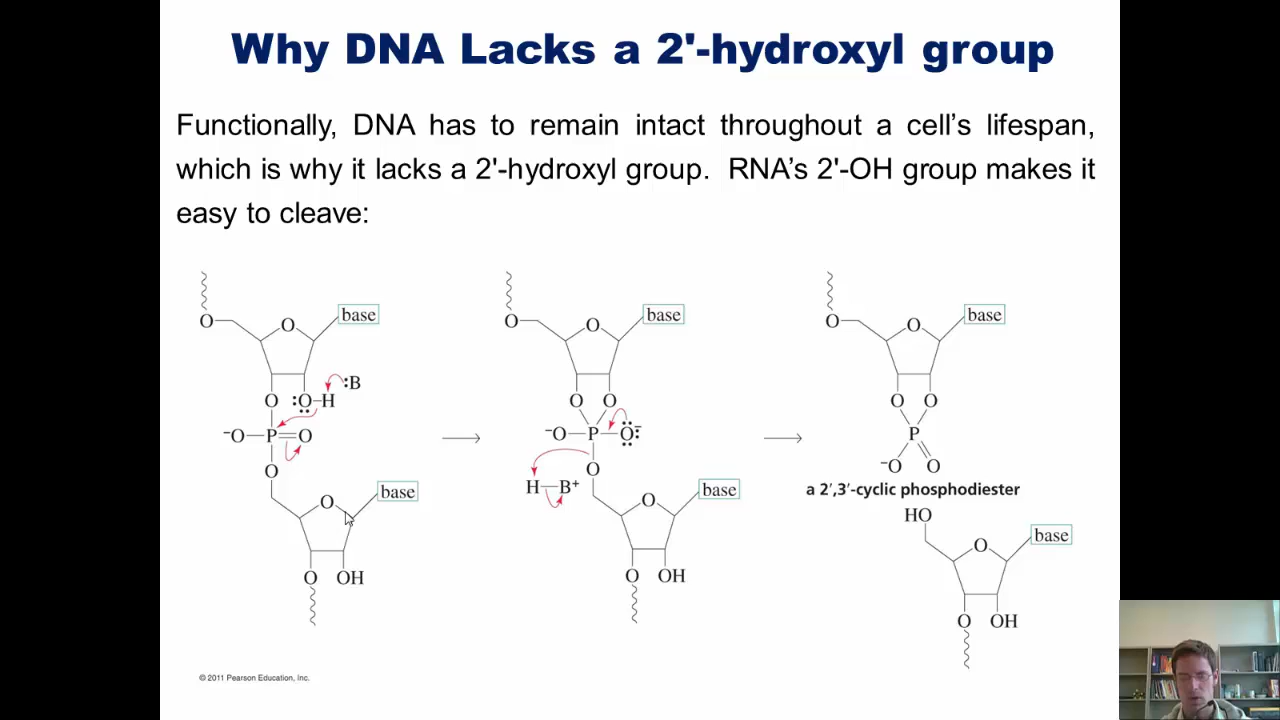 Why DNA Lacks a 2'-hydroxyl group
Functionally, DNA has to remain intact throughout a cell’s lifespan,
which is why it lacks a 2'-hydroxyl group. RNA’s 2'-OH group makes it
easy to cleave:
O O base
O O base
O O base
:B
O :O–H
O O
O O
⁻O–P=O
⁻O–P–O:⁻
P
⁻O O
O
O
H–B⁺
a 2′,3′-cyclic phosphodiester
O base
O base
HO
O base
O OH
O OH
O OH
© 2011 Pearson Education, Inc.